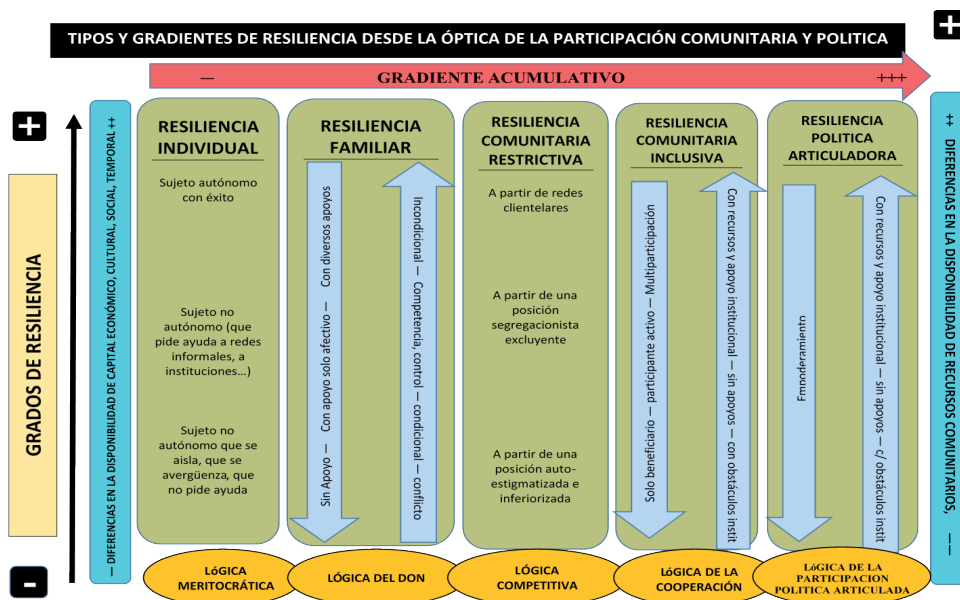 +
TIPOS Y GRADIENTES DE RESILIENCIA DESDE LA ÓPTICA DE LA PARTICIPACIÓN COMUNITARIA Y POLITICA
— GRADIENTE ACUMULATIVO +++
+
GRADOS DE RESILIENCIA
-
— DIFERENCIAS EN LA DISPONIBILIDAD DE CAPITAL ECONÓMICO, CULTURAL, SOCIAL, TEMPORAL ++
RESILIENCIA
INDIVIDUAL
Sujeto autónomo
con éxito
Sujeto no
autónomo (que
pide ayuda a redes
informales, a
instituciones...)
Sujeto no
autónomo que se
aisla, que se
avergüenza, que
no pide ayuda
LóGICA
MERITOCRÁTICA
RESILIENCIA
FAMILIAR
Sin Apoyo — Con apoyo solo afectivo — Con diversos apoyos
Incondicional — Competencia, control — condicional — conflicto
LÓGICA DEL DON
RESILIENCIA
COMUNITARIA
RESTRICTIVA
A partir de redes
clientelares
A partir de una
posición
segregacionista
excluyente
A partir de una
posición auto-
estigmatizada e
inferiorizada
LÓGICA
COMPETITIVA
RESILIENCIA
COMUNITARIA
INCLUSIVA
Solo beneficiario — participante activo — Multiparticipación
Con recursos y apoyo institucional — sin apoyos — con obstáculos instit
LóGICA DE LA
COOPERACIÓN
RESILIENCIA
POLITICA
ARTICULADORA
Empoderamiento
Con recursos y apoyo institucional — sin apoyos — c/ obstáculos instit
LóGICA DE LA
PARTICIPACION
POLITICA ARTICULADA
++ DIFERENCIAS EN LA DISPONIBILIDAD DE RECURSOS COMUNITARIOS, — —